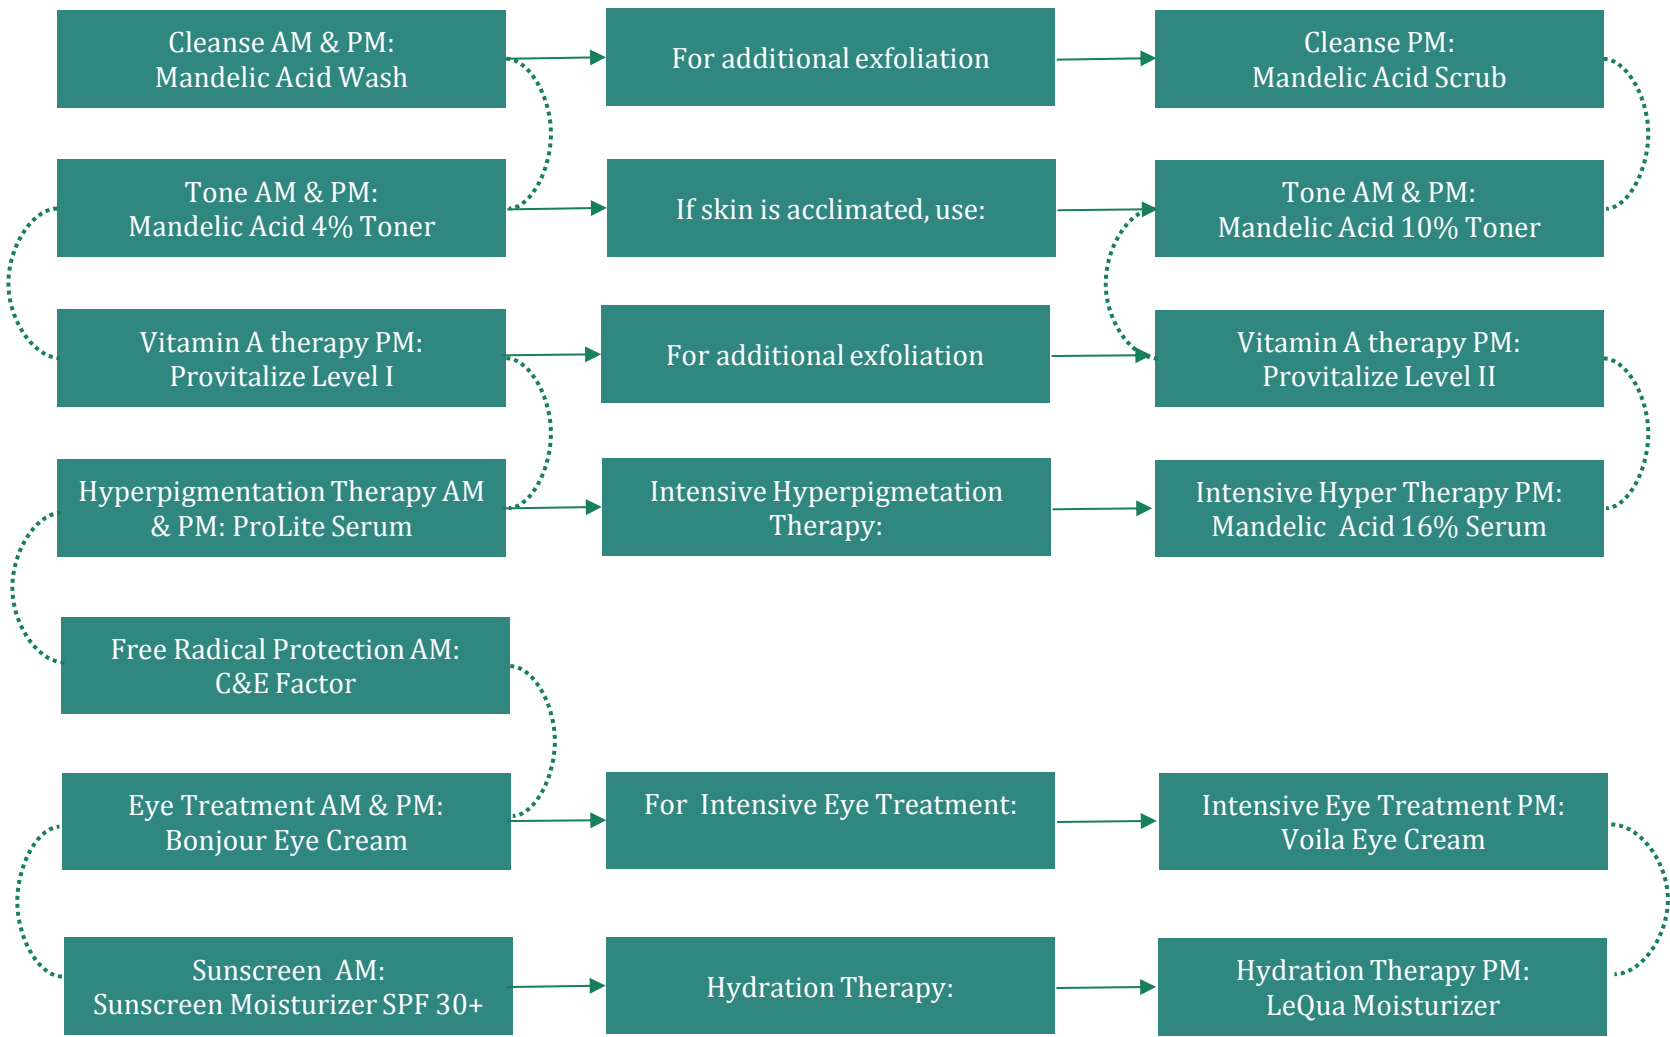 Cleanse AM & PM:
Mandelic Acid Wash
For additional exfoliation
Cleanse PM:
Mandelic Acid Scrub
Tone AM & PM:
Mandelic Acid 4% Toner
If skin is acclimated, use:
Tone AM & PM:
Mandelic Acid 10% Toner
Vitamin A therapy PM:
Provitalize Level I
For additional exfoliation
Vitamin A therapy PM:
Provitalize Level II
Hyperpigmentation Therapy AM
& PM: ProLite Serum
Intensive Hyperpigmetation
Therapy:
Intensive Hyper Therapy PM:
Mandelic Acid 16% Serum
Free Radical Protection AM:
C&E Factor
Eye Treatment AM & PM:
Bonjour Eye Cream
For Intensive Eye Treatment:
Intensive Eye Treatment PM:
Voila Eye Cream
Sunscreen AM:
Sunscreen Moisturizer SPF 30+
Hydration Therapy:
Hydration Therapy PM:
LeQua Moisturizer